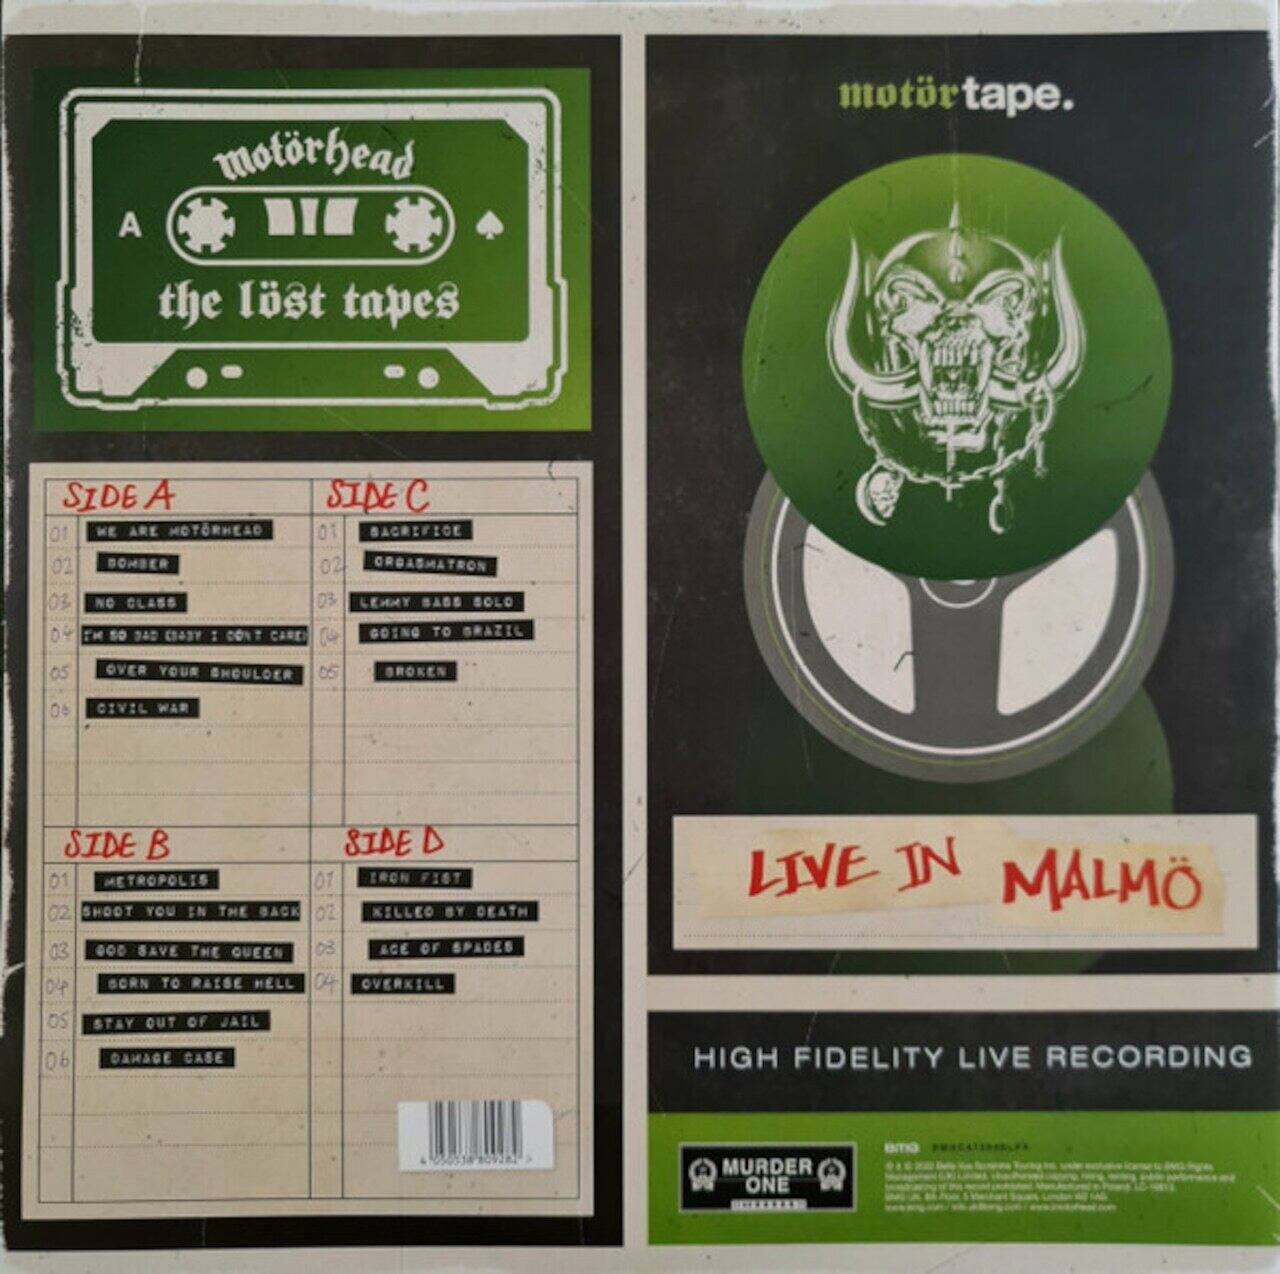 motörhead
A
the löst tapes
SIDE A
01 WE ARE MOTÖRHEAD
02 BOMBER
03 NO CLASS
04 I'M SO BAD (BABY I DON'T CARE)
05 OVER YOUR SHOULDER
06 CIVIL WAR
SIDE C
01 SACRIFICE
02 ORGASMATRON
03 LEMMY BASS SOLO
04 GOING TO BRAZIL
05 BROKEN
SIDE B
01 METROPOLIS
02 SHOOT YOU IN THE BACK
03 GOD SAVE THE QUEEN
04 BORN TO RAISE HELL
05 STAY OUT OF JAIL
06 DAMAGE CASE
SIDE D
01 IRON FIST
02 KILLED BY DEATH
03 ACE OF SPADES
04 OVERKILL
4 050538 809282 >
motörtape.
LIVE IN MALMÖ
HIGH FIDELITY LIVE RECORDING
MURDER
ONE
BMG